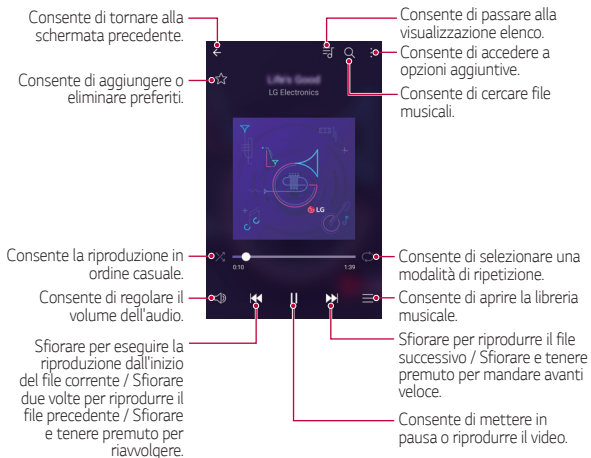 Consente di tornare alla
schermata precedente.
Consente di aggiungere o
eliminare preferiti.
Consente la riproduzione in
ordine casuale.
Consente di regolare il
volume dell'audio.
Sfiorare per eseguire la
riproduzione dall'inizio
del file corrente / Sfiorare
due volte per riprodurre il
file precedente / Sfiorare
e tenere premuto per
riavvolgere.
Life's Good
LG Electronics
LG
0:10
1:39
Consente di passare alla
visualizzazione elenco.
Consente di accedere a
opzioni aggiuntive.
Consente di cercare file
musicali.
Consente di selezionare una
modalità di ripetizione.
Consente di aprire la libreria
musicale.
Sfiorare per riprodurre il file
successivo / Sfiorare e tenere
premuto per mandare avanti
veloce.
Consente di mettere in
pausa o riprodurre il video.